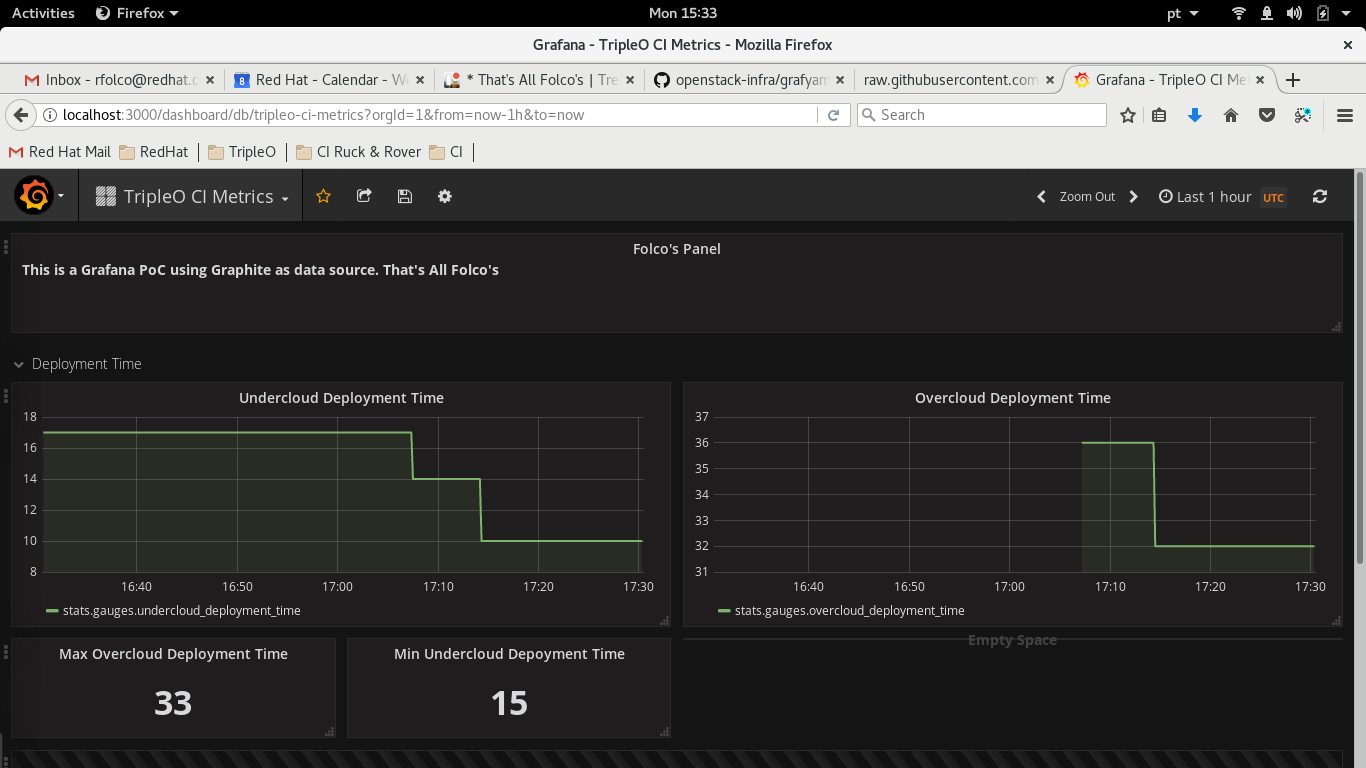 Activities Firefox Mon 15:33 pt
Grafana - TripleO CI Metrics - Mozilla Firefox
Inbox - rfolco@redhat.c Red Hat - Calendar - We * That's All Folco's | Tre openstack-infra/grafyam raw.githubusercontent.com Grafana - TripleO CI Met
localhost:3000/dashboard/db/tripleo-ci-metrics?orgId=1&from=now-1h&to=now Search
Red Hat Mail RedHat TripleO CI Ruck & Rover CI
TripleO CI Metrics Zoom Out Last 1 hour UTC
Folco's Panel
This is a Grafana PoC using Graphite as data source. That's All Folco's
Deployment Time
Undercloud Deployment Time
18
16
14
12
10
8
16:40 16:50 17:00 17:10 17:20 17:30
stats.gauges.undercloud_deployment_time
Overcloud Deployment Time
37
36
35
34
33
32
31
16:40 16:50 17:00 17:10 17:20 17:30
stats.gauges.overcloud_deployment_time
Max Overcloud Deployment Time
33
Min Undercloud Depoyment Time
15
Empty Space